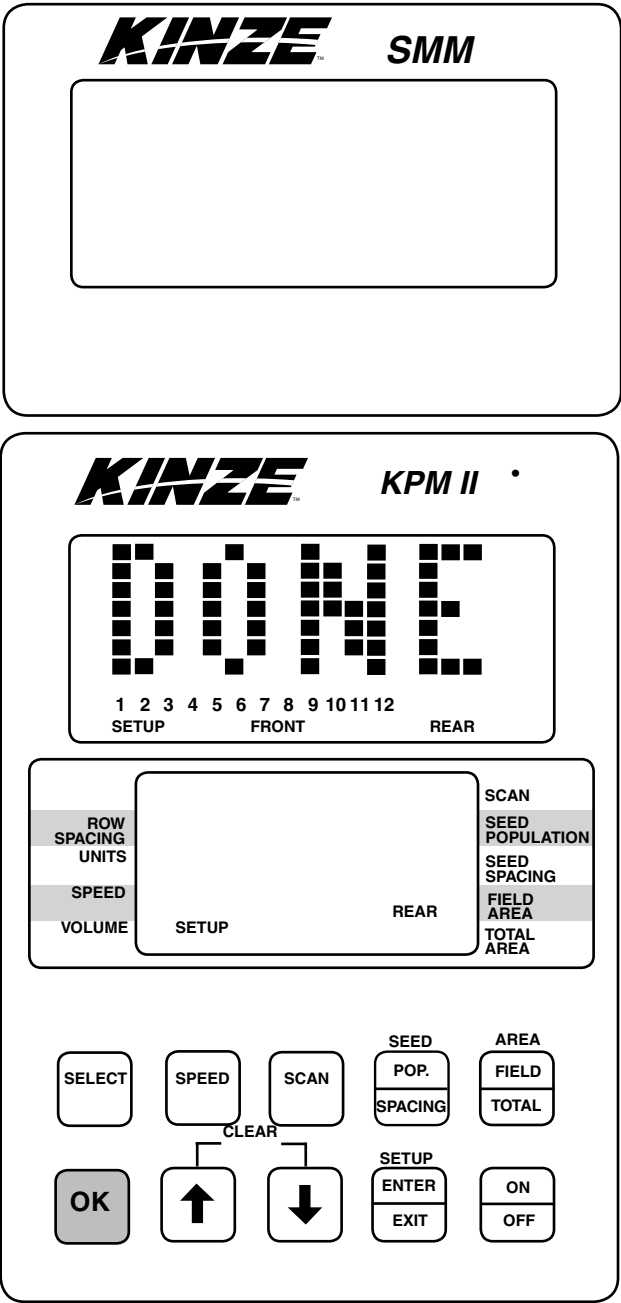 KINZE™ SMM
KINZE™ KPM II
DONE
1 2 3 4 5 6 7 8 9 10 11 12
SETUP FRONT REAR
ROW
SPACING
UNITS
SPEED
VOLUME
SETUP
REAR
SCAN
SEED
POPULATION
SEED
SPACING
FIELD
AREA
TOTAL
AREA
SELECT
SPEED
SCAN
SEED
POP.
SPACING
AREA
FIELD
TOTAL
CLEAR
OK
↑
↓
SETUP
ENTER
EXIT
ON
OFF